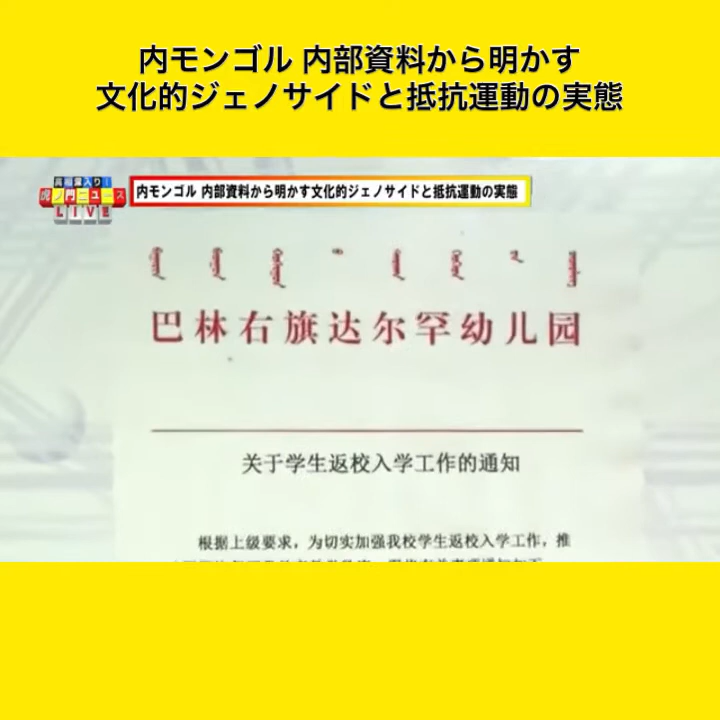 内モンゴル 内部資料から明かす
文化的ジェノサイドと抵抗運動の実態
真相深入り!
虎ノ門ニュース
LIVE
内モンゴル 内部資料から明かす文化的ジェノサイドと抵抗運動の実態
巴林右旗达尔罕幼儿园
关于学生返校入学工作的通知
根据上级要求,为切实加强我校学生返校入学工作,推